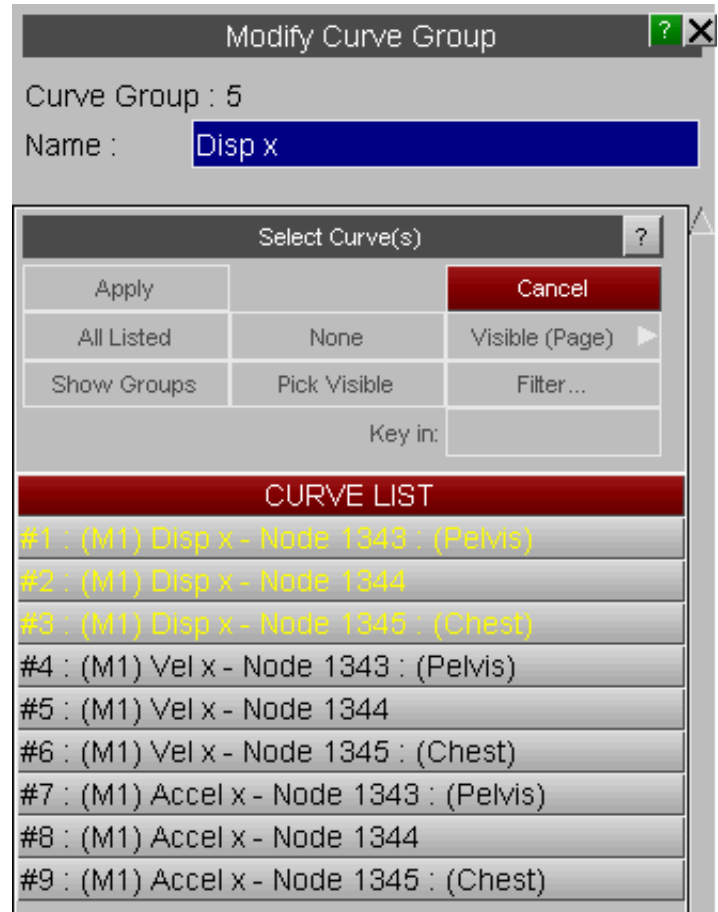 Modify Curve Group ? X
Curve Group : 5
Name : Disp x
Select Curve(s) ?
Apply Cancel
All Listed None Visible (Page)
Show Groups Pick Visible Filter...
Key in:
CURVE LIST
#1 : (M1) Disp x - Node 1343 : (Pelvis)
#2 : (M1) Disp x - Node 1344
#3 : (M1) Disp x - Node 1345 : (Chest)
#4 : (M1) Vel x - Node 1343 : (Pelvis)
#5 : (M1) Vel x - Node 1344
#6 : (M1) Vel x - Node 1345 : (Chest)
#7 : (M1) Accel x - Node 1343 : (Pelvis)
#8 : (M1) Accel x - Node 1344
#9 : (M1) Accel x - Node 1345 : (Chest)